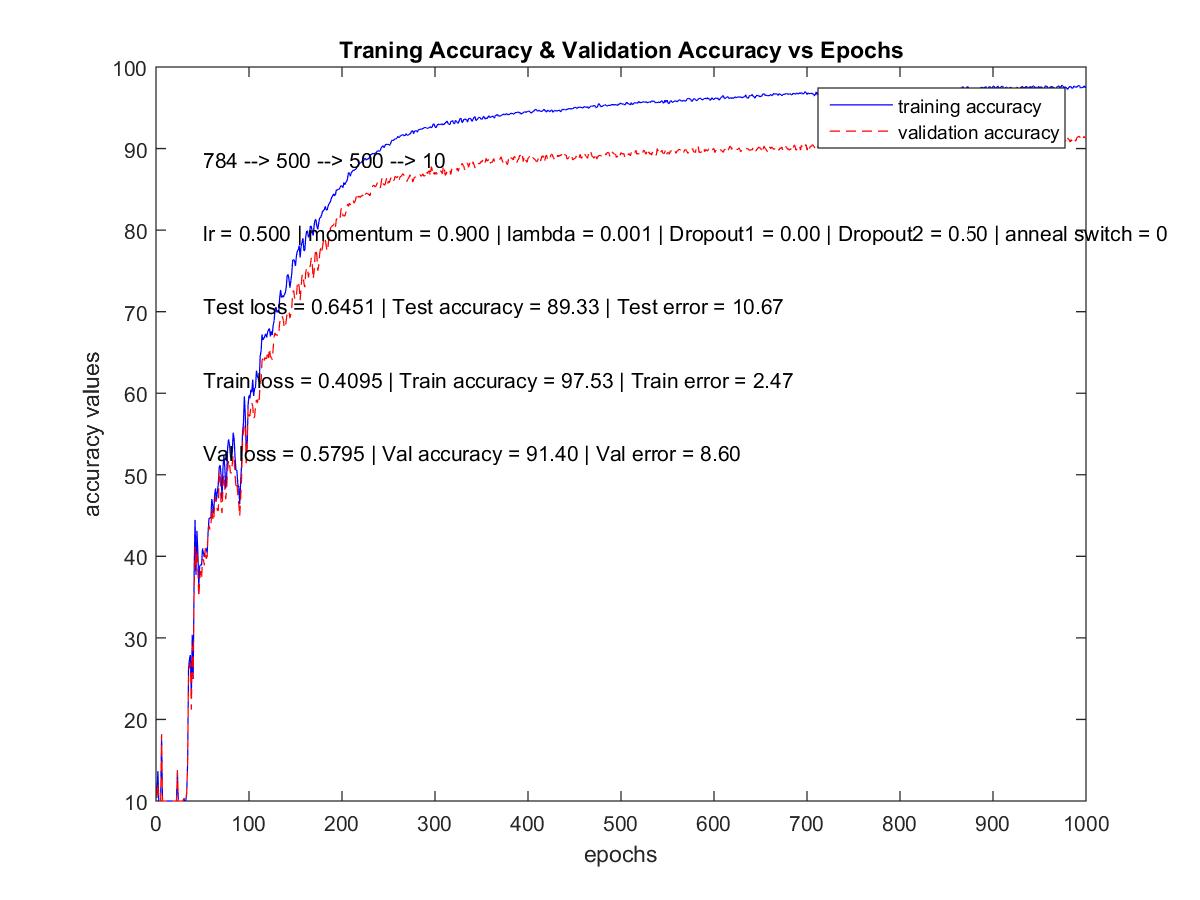 Traning Accuracy & Validation Accuracy vs Epochs
100
training accuracy
validation accuracy
90
784 --> 500 --> 500 --> 10
80
lr = 0.500 | momentum = 0.900 | lambda = 0.001 | Dropout1 = 0.00 | Dropout2 = 0.50 | anneal switch = 0
70
Test loss = 0.6451 | Test accuracy = 89.33 | Test error = 10.67
60
Train loss = 0.4095 | Train accuracy = 97.53 | Train error = 2.47
50
Val loss = 0.5795 | Val accuracy = 91.40 | Val error = 8.60
40
30
20
10
accuracy values
0 100 200 300 400 500 600 700 800 900 1000
epochs